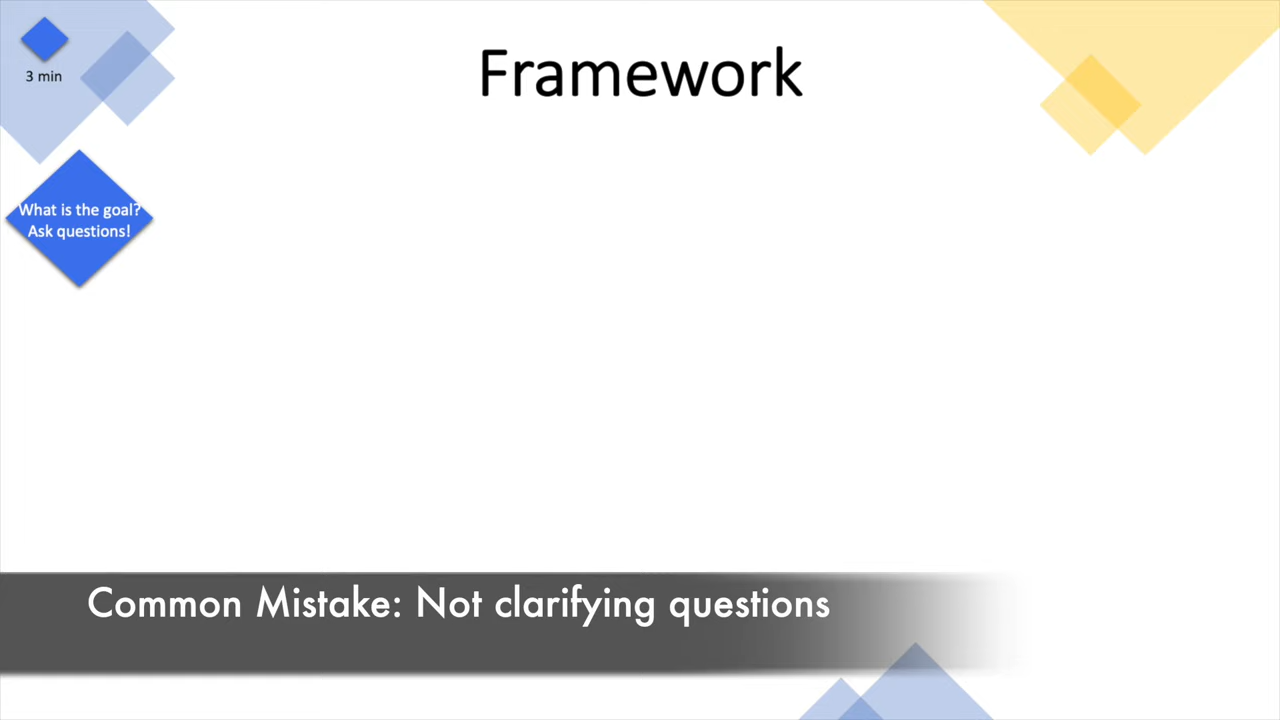 Framework
3 min
What is the goal?
Ask questions!
Common Mistake: Not clarifying questions